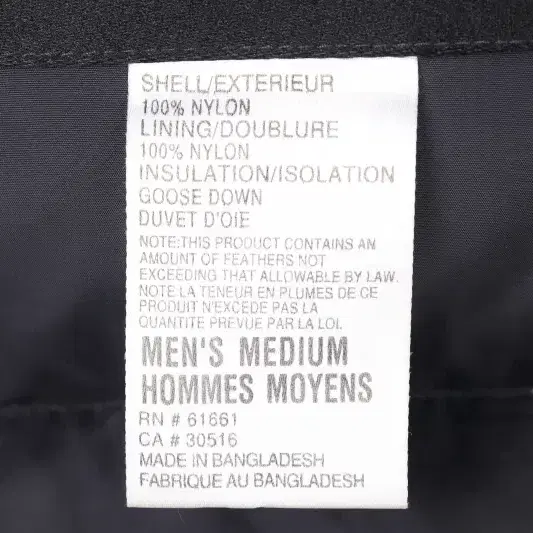 SHELL/EXTERIEUR
100% NYLON
LINING/DOUBLURE
100% NYLON
INSULATION/ISOLATION
GOOSE DOWN
DUVET D'OIE
NOTE:THIS PRODUCT CONTAINS AN
AMOUNT OF FEATHERS NOT
EXCEEDING THAT ALLOWABLE BY LAW.
NOTE LA TENEUR EN PLUMES DE CE
PRODUIT N'EXCEDE PAS LA
QUANTITE PREVUE PAR LA LOI.
MEN'S MEDIUM
HOMMES MOYENS
RN # 61661
CA # 30516
MADE IN BANGLADESH
FABRIQUE AU BANGLADESH